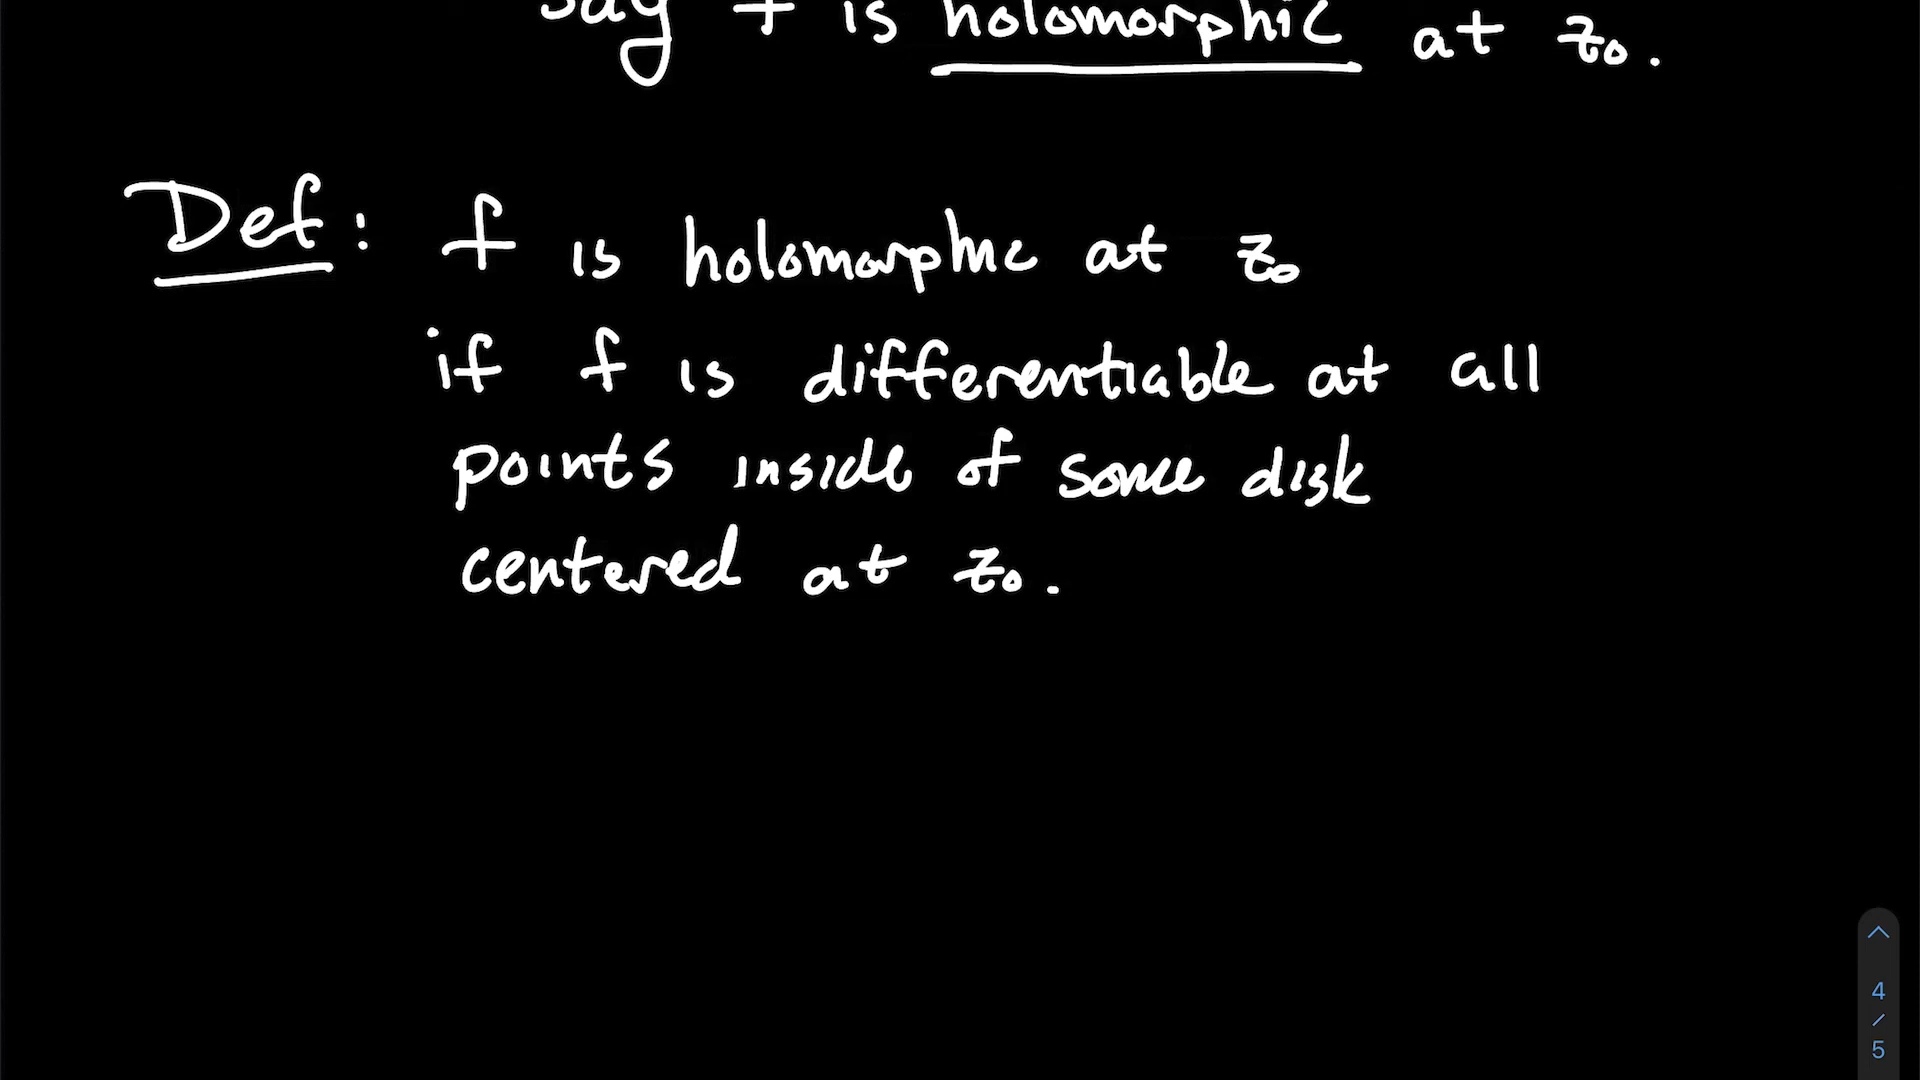 say f is holomorphic at z₀.
Def: f is holomorphic at z₀
if f is differentiable at all
points inside of some disk
centered at z₀.
4
/
5